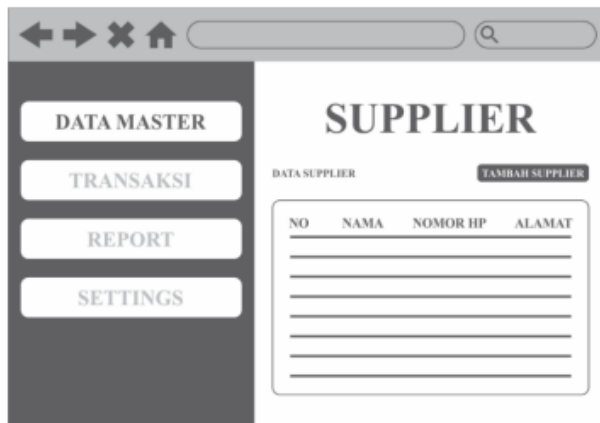 DATA MASTER
TRANSAKSI
REPORT
SETTINGS
SUPPLIER
DATA SUPPLIER
TAMBAH SUPPLIER
NO NAMA NOMOR HP ALAMAT